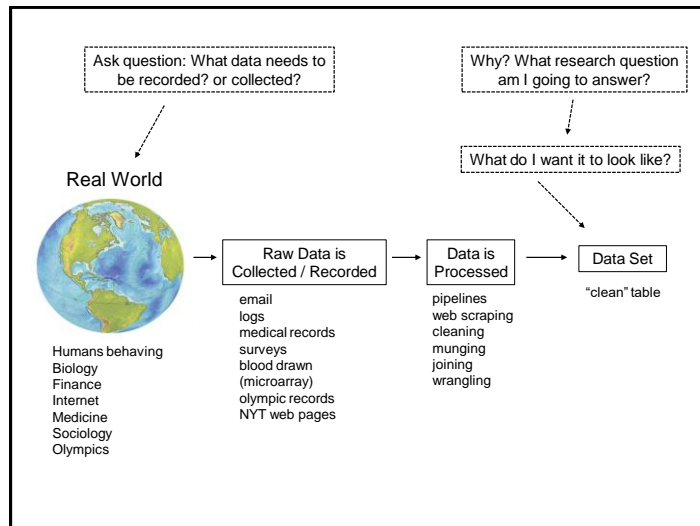 Ask question: What data needs to
be recorded? or collected?
Why? What research question
am I going to answer?
What do I want it to look like?
Real World
Raw Data is
Collected / Recorded
Data is
Processed
Data Set
email
logs
medical records
surveys
blood drawn
(microarray)
olympic records
NYT web pages
pipelines
web scraping
cleaning
munging
joining
wrangling
“clean” table
Humans behaving
Biology
Finance
Internet
Medicine
Sociology
Olympics